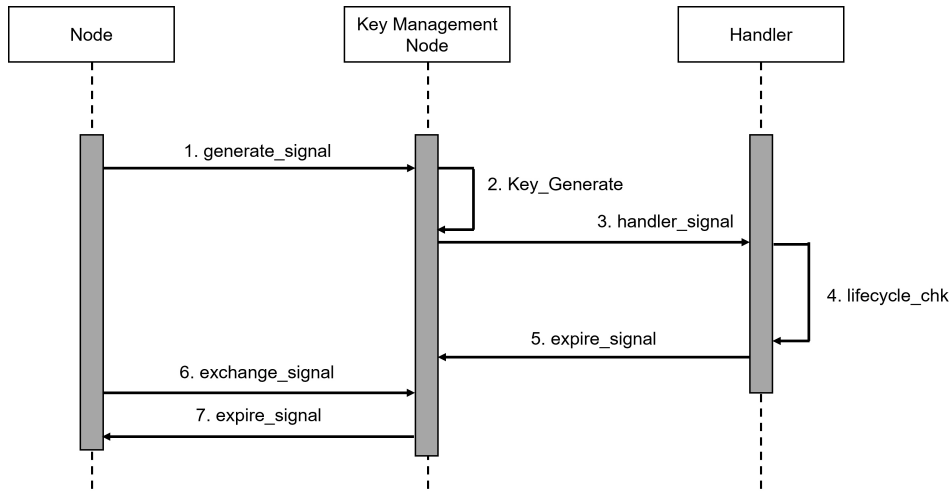 Node
Key Management
Node
Handler
1. generate_signal
2. Key_Generate
3. handler_signal
4. lifecycle_chk
5. expire_signal
6. exchange_signal
7. expire_signal